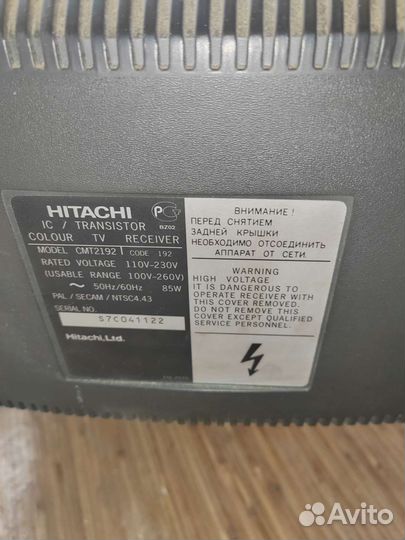 HITACHI
BZ02
IC / TRANSISTOR
COLOUR TV RECEIVER
MODEL CMT2192 CODE 192
RATED VOLTAGE 110V-230V
(USABLE RANGE 100V-260V)
~ 50Hz/60Hz 85W
PAL / SECAM / NTSC4.43
SERIAL NO.
S7C041122
Hitachi,Ltd.
ВНИМАНИЕ!
ПЕРЕД СНЯТИЕМ
ЗАДНЕЙ КРЫШКИ
НЕОБХОДИМО ОТСОЕДИНИТЬ
АППАРАТ ОТ СЕТИ.
WARNING
HIGH VOLTAGE
IT IS DANGEROUS TO
OPERATE RECEIVER WITH
COVER REMOVED.
DO NOT REMOVE THIS
COVER EXCEPT QUALIFIED
SERVICE PERSONNEL.
Avito